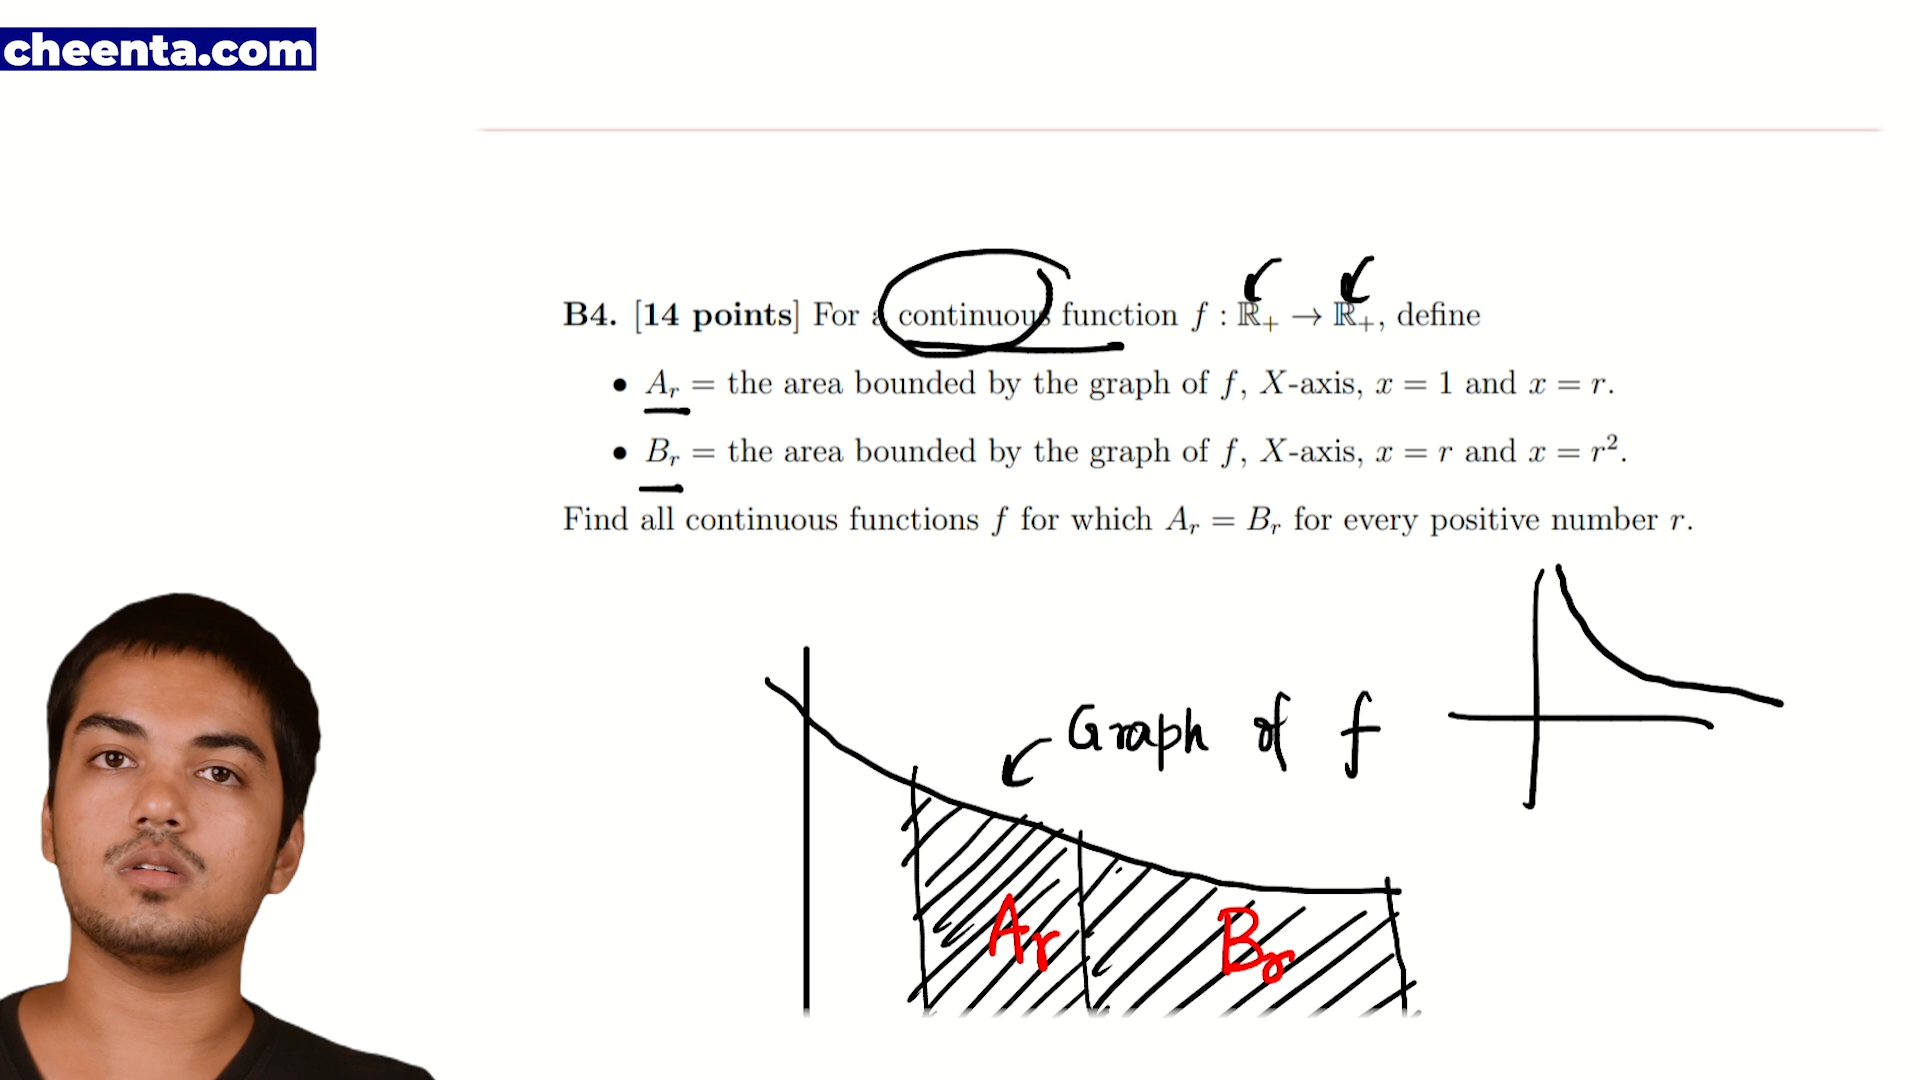 cheenta.com
B4. [14 points] For a continuous function f : ℝ₊ → ℝ₊, define
• Aᵣ = the area bounded by the graph of f, X-axis, x = 1 and x = r.
• Bᵣ = the area bounded by the graph of f, X-axis, x = r and x = r².
Find all continuous functions f for which Aᵣ = Bᵣ for every positive number r.
Graph of f
Aᵣ
Bᵣ